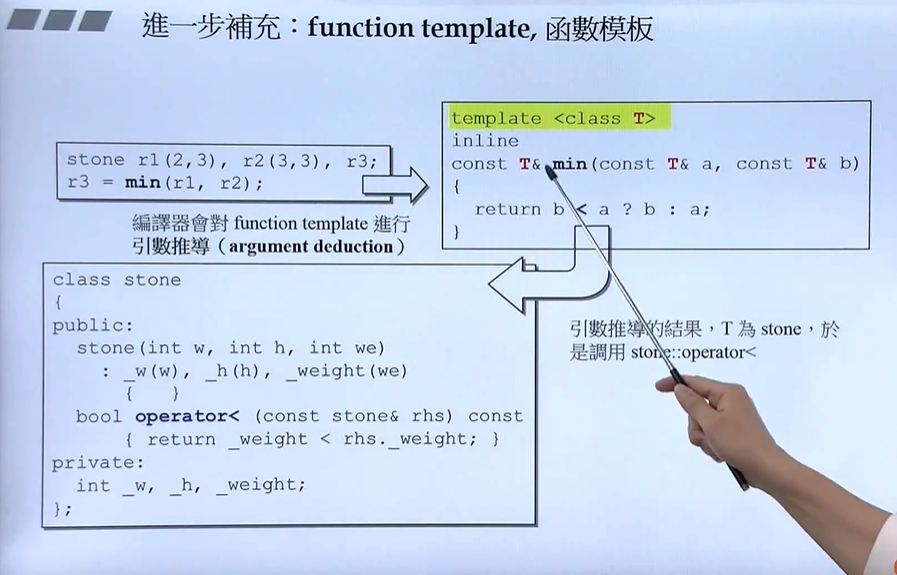 進一步補充：function template, 函數模板
stone r1(2,3), r2(3,3), r3;
r3 = min(r1, r2);
編譯器會對 function template 進行
引數推導（argument deduction）
template <class T>
inline
const T& min(const T& a, const T& b)
{
return b < a ? b : a;
}
class stone
{
public:
stone(int w, int h, int we)
: _w(w), _h(h), _weight(we)
{ }
bool operator< (const stone& rhs) const
{ return _weight < rhs._weight; }
private:
int _w, _h, _weight;
};
引數推導的結果，T 為 stone，於
是調用 stone::operator<